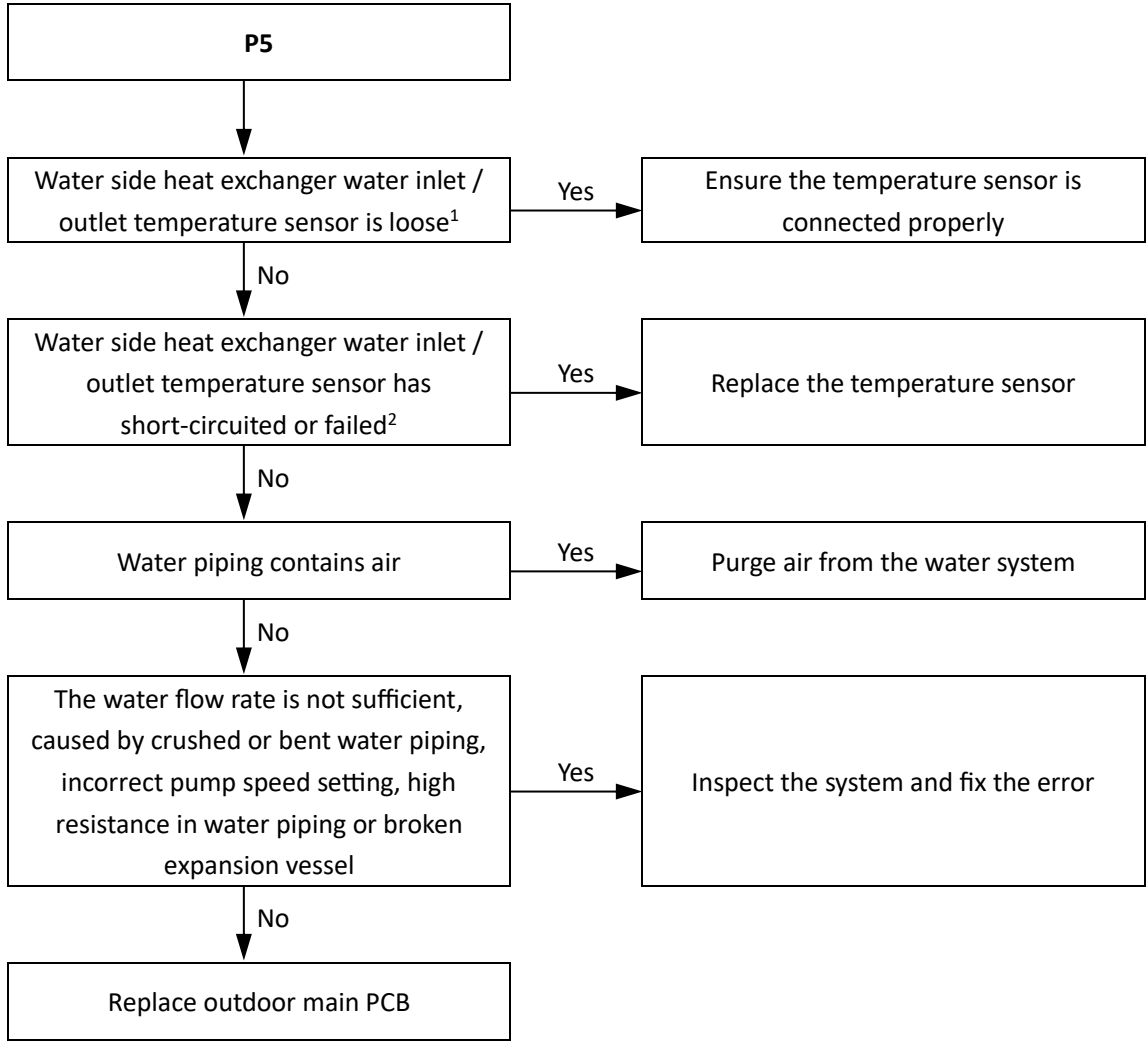 P5
Water side heat exchanger water inlet /
outlet temperature sensor is loose¹
Yes
Ensure the temperature sensor is
connected properly
No
Water side heat exchanger water inlet /
outlet temperature sensor has
short-circuited or failed²
Yes
Replace the temperature sensor
No
Water piping contains air
Yes
Purge air from the water system
No
The water flow rate is not sufficient,
caused by crushed or bent water piping,
incorrect pump speed setting, high
resistance in water piping or broken
expansion vessel
Yes
Inspect the system and fix the error
No
Replace outdoor main PCB